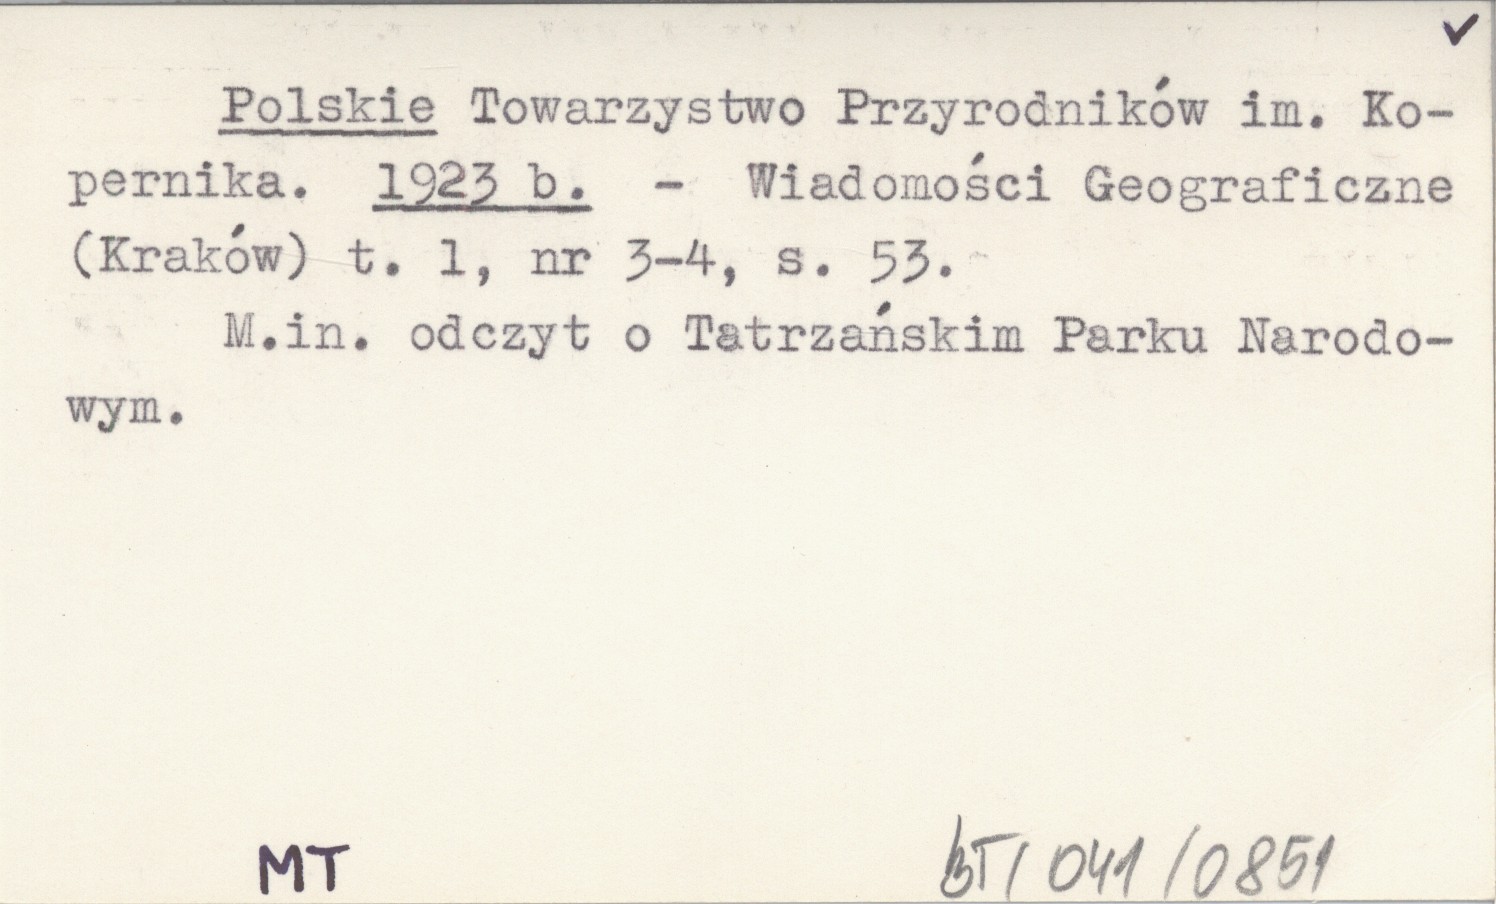 ✓
Polskie Towarzystwo Przyrodników im. Ko-
pernika. 1923 b. - Wiadomości Geograficzne
(Kraków) t. 1, nr 3-4, s. 53.
M.in. odczyt o Tatrzańskim Parku Narodo-
wym.
MT
BT/041/0851